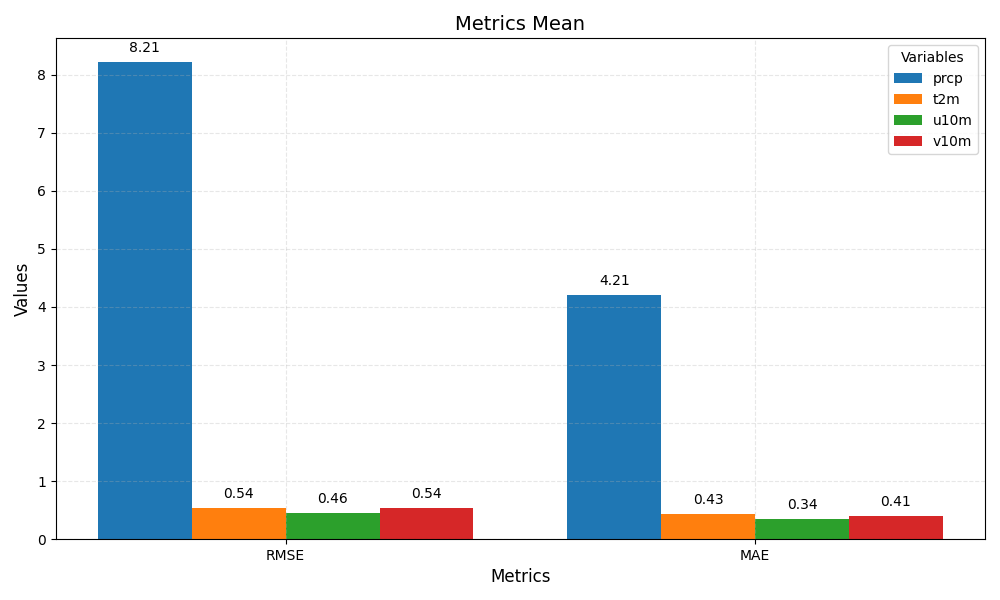 Metrics Mean
Variables
prcp
t2m
u10m
v10m
Values
8
7
6
5
4
3
2
1
0
8.21
0.54
0.46
0.54
4.21
0.43
0.34
0.41
RMSE
MAE
Metrics